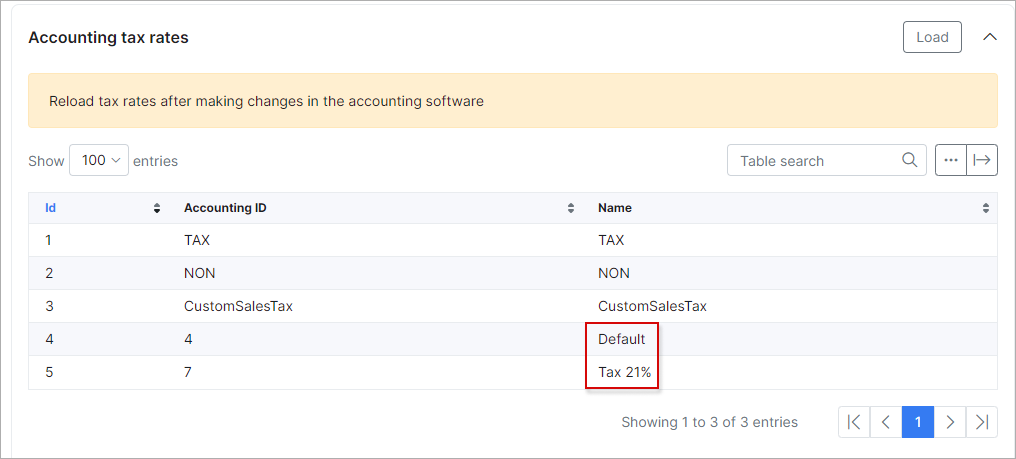 Accounting tax rates Load
Reload tax rates after making changes in the accounting software
Show 100 entries Table search
Id Accounting ID Name
1 TAX TAX
2 NON NON
3 CustomSalesTax CustomSalesTax
4 4 Default
5 7 Tax 21%
Showing 1 to 3 of 3 entries 1